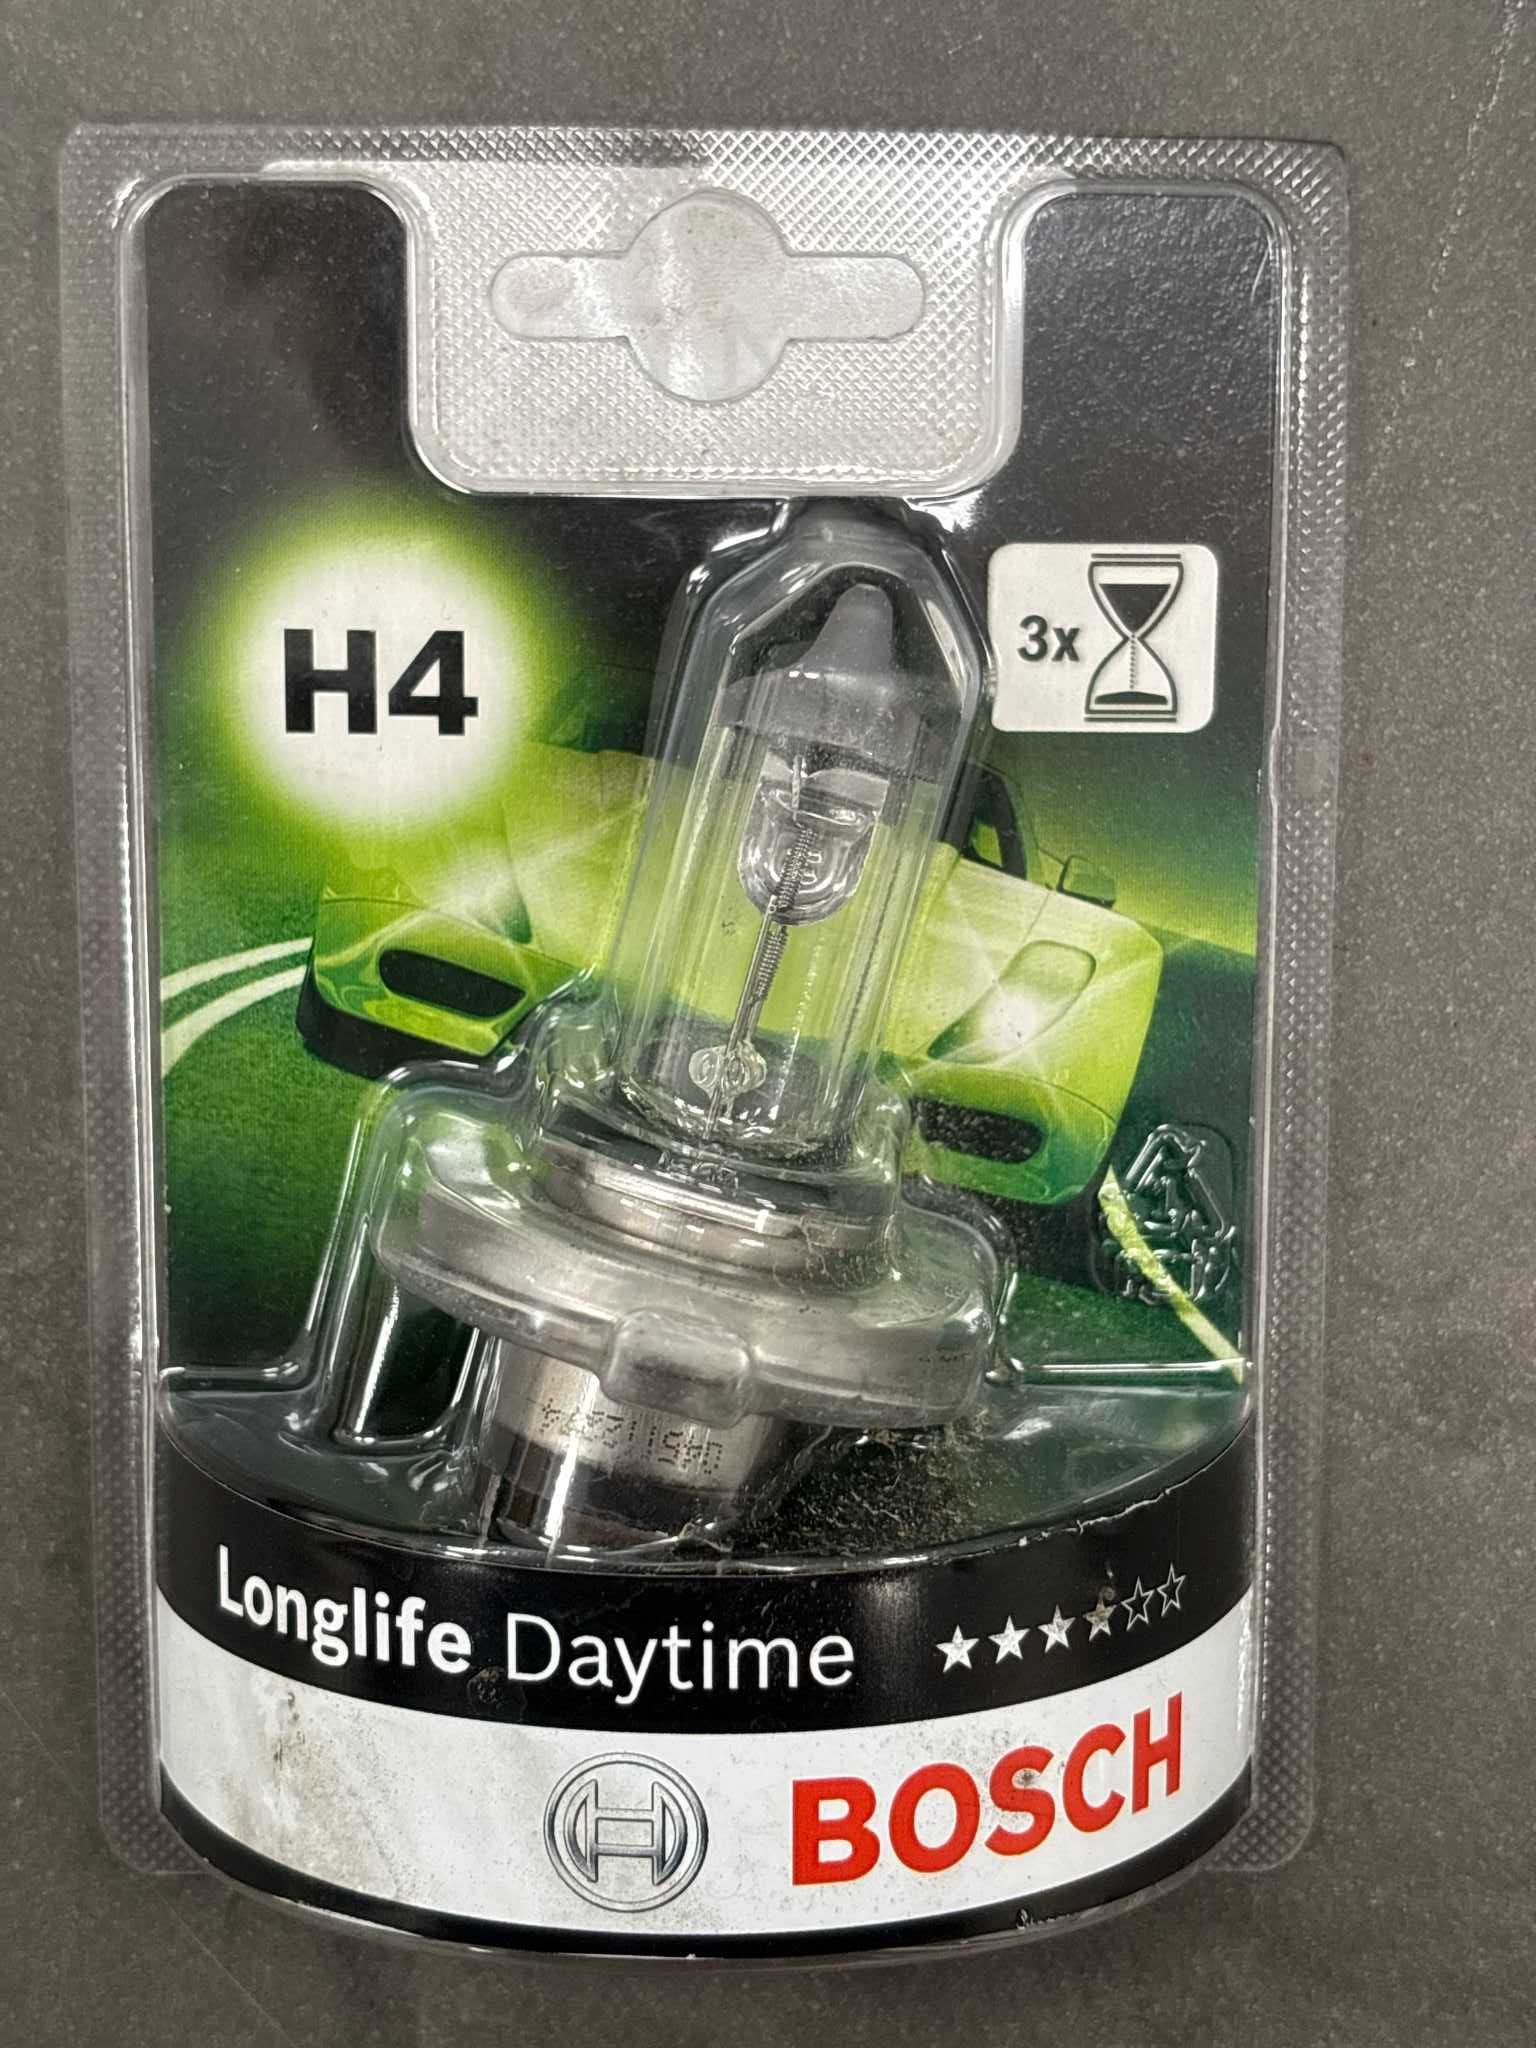 H4
3x
Longlife Daytime
BOSCH